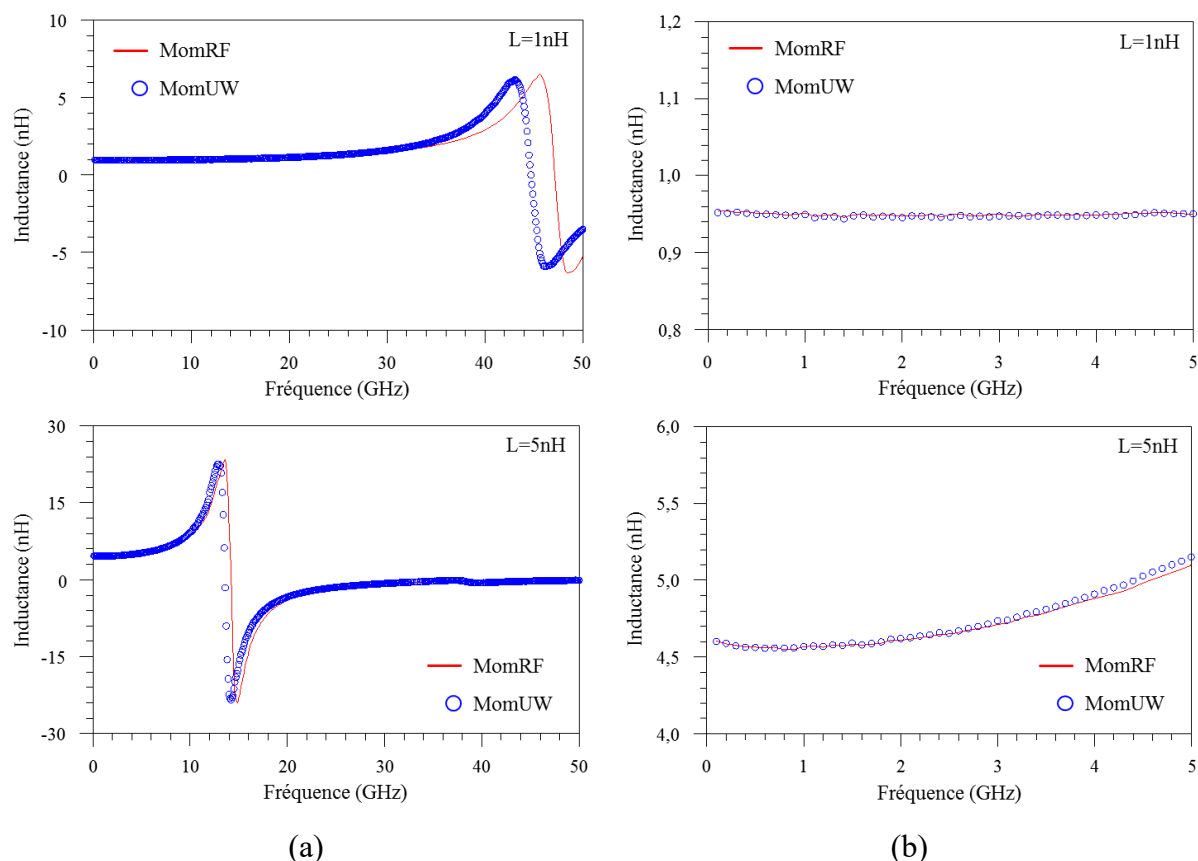 10
5
0
-5
-10
Inductance (nH)
MomRF
MomUW
L=1nH
0
10
20
30
40
50
Fréquence (GHz)
1,2
1,1
1,0
0,9
0,8
Inductance (nH)
MomRF
MomUW
L=1nH
0
1
2
3
4
5
Fréquence (GHz)
30
15
0
-15
-30
Inductance (nH)
L=5nH
MomRF
MomUW
0
10
20
30
40
50
Fréquence (GHz)
6,0
5,5
5,0
4,5
4,0
Inductance (nH)
L=5nH
MomRF
MomUW
0
1
2
3
4
5
Fréquence (GHz)
(a)
(b)